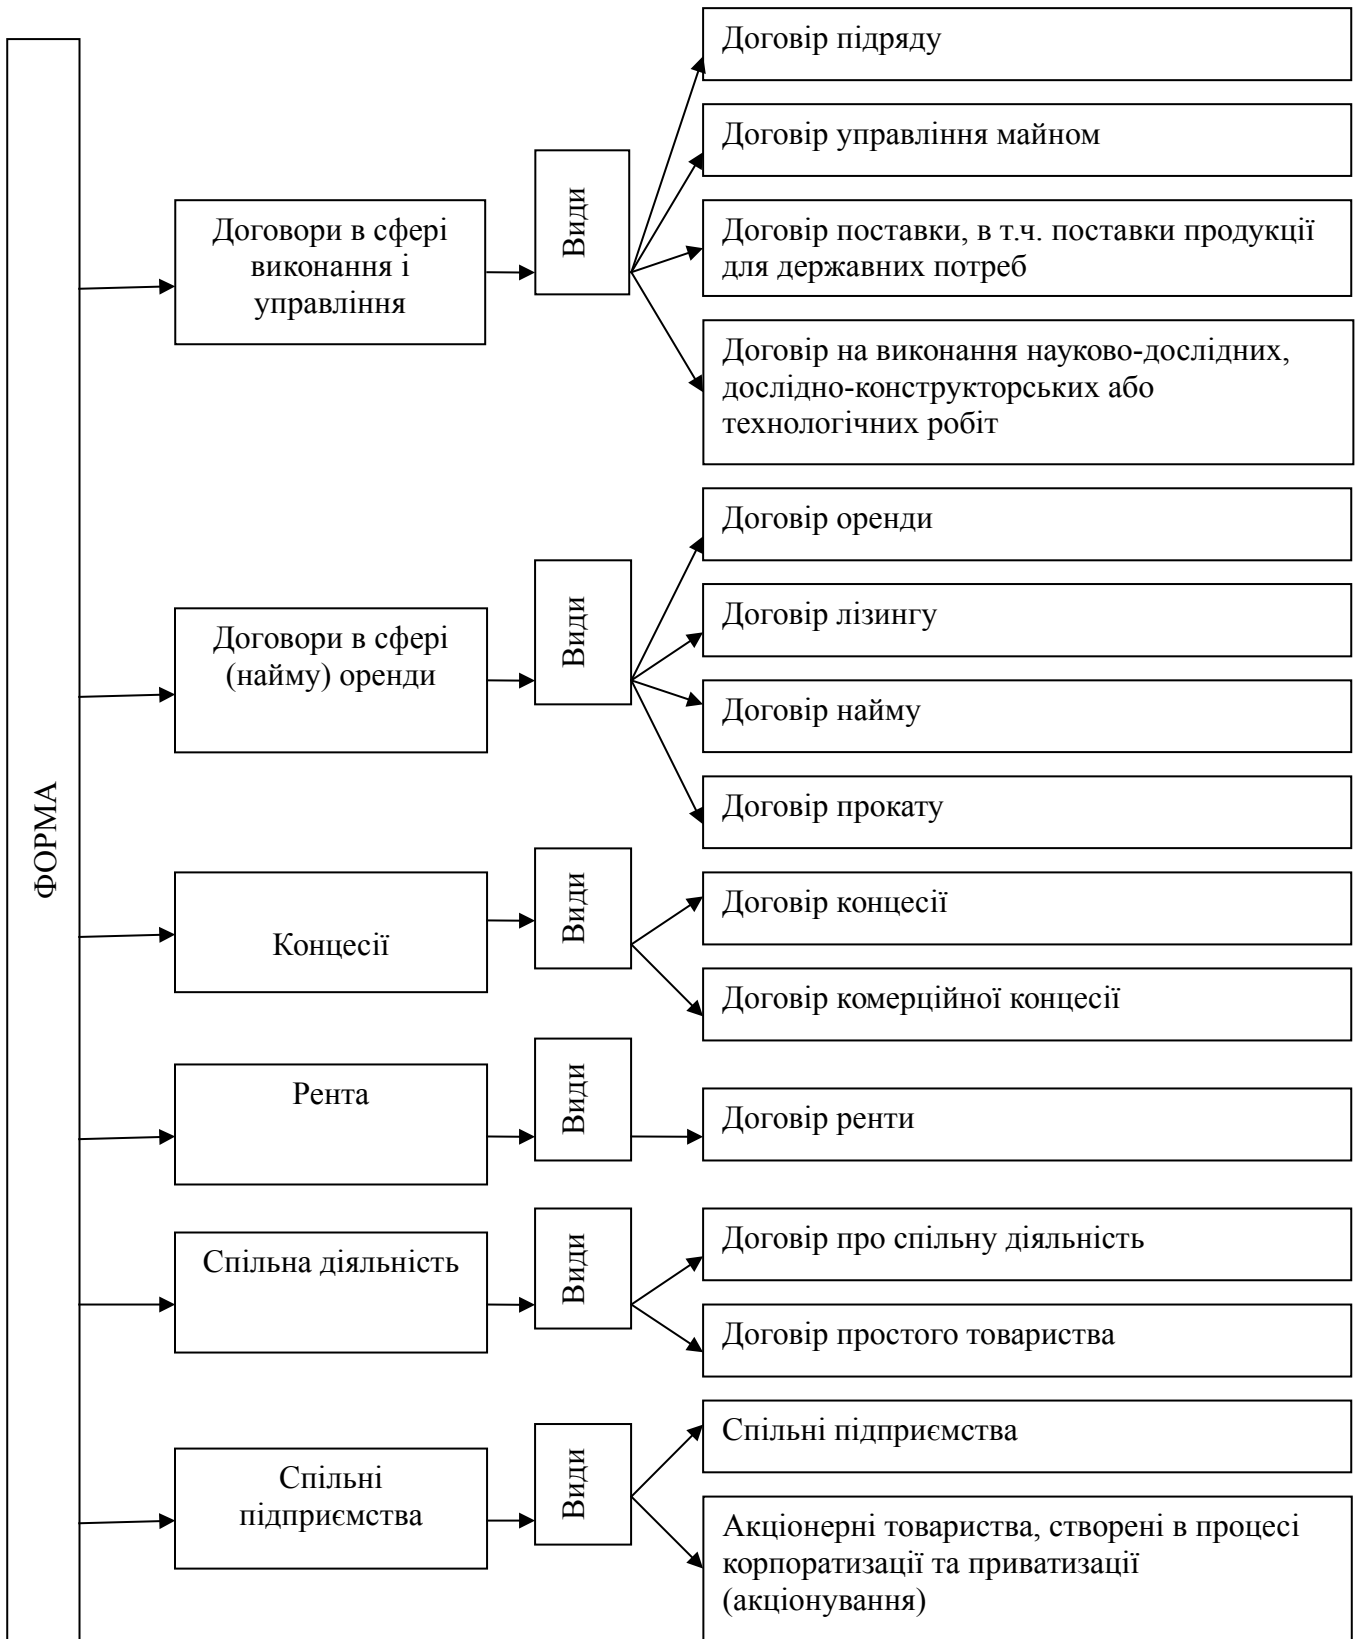 ФОРМА
Договори в сфері
виконання і
управління
Види
Договір підряду
Договір управління майном
Договір поставки, в т.ч. поставки продукції
для державних потреб
Договір на виконання науково-дослідних,
дослідно-конструкторських або
технологічних робіт
Договори в сфері
(найму) оренди
Види
Договір оренди
Договір лізингу
Договір найму
Договір прокату
Концесії
Види
Договір концесії
Договір комерційної концесії
Рента
Види
Договір ренти
Спільна діяльність
Види
Договір про спільну діяльність
Договір простого товариства
Спільні
підприємства
Види
Спільні підприємства
Акціонерні товариства, створені в процесі
корпоратизації та приватизації
(акціонування)